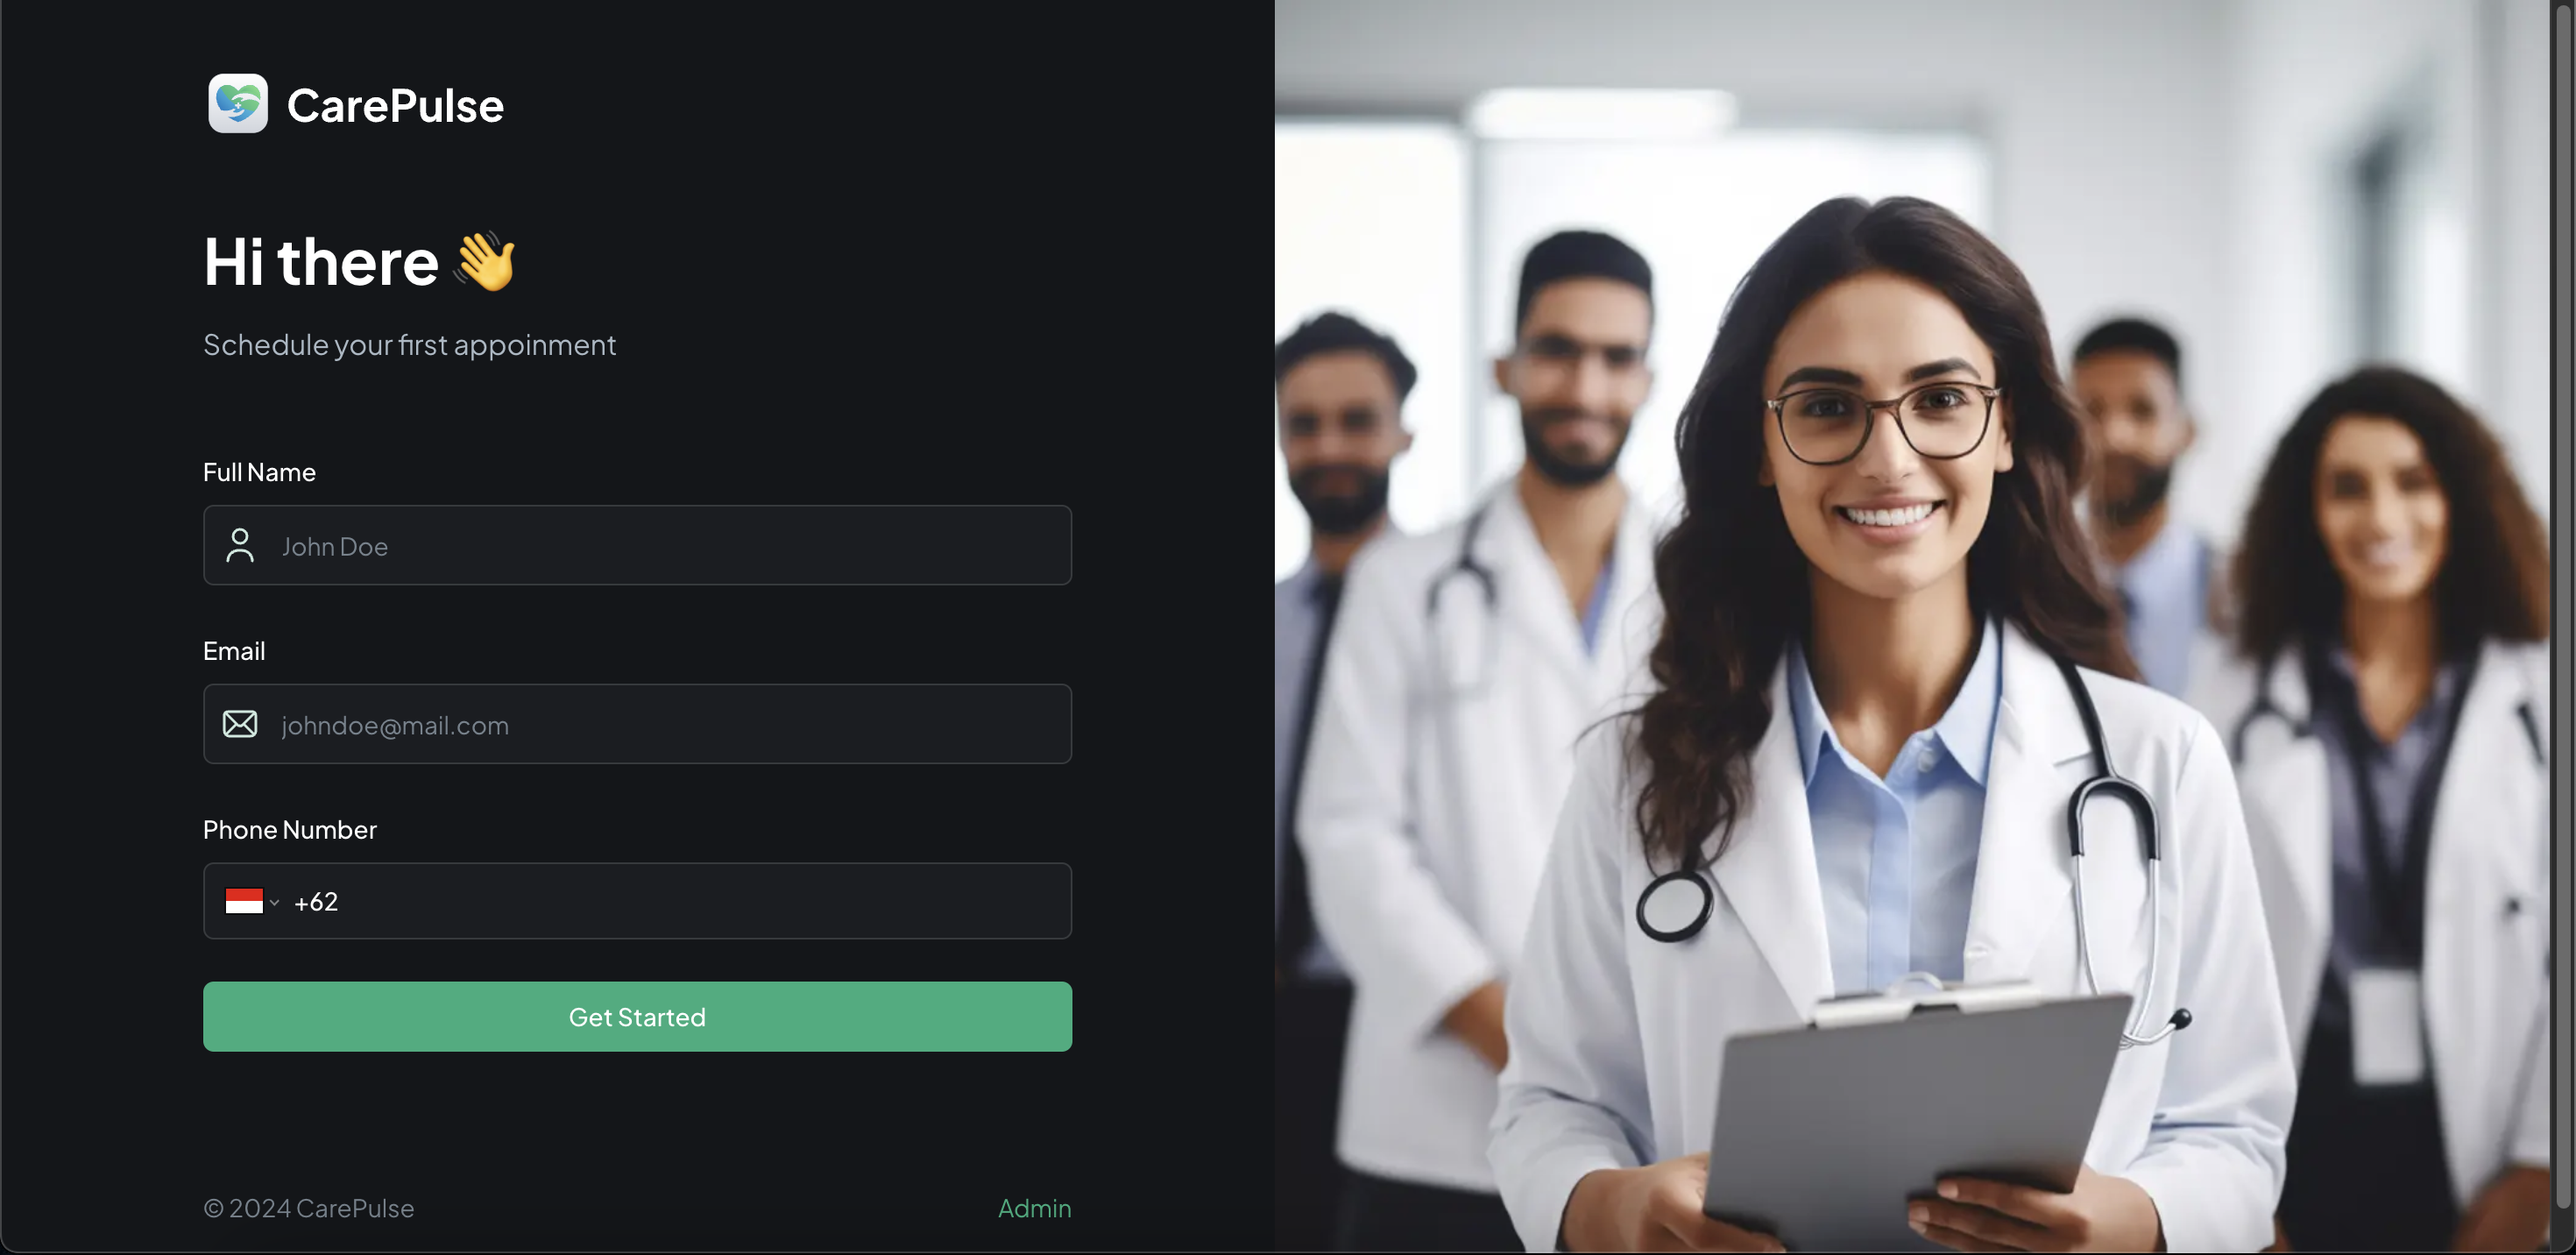 CarePulse
Hi there 👋
Schedule your first appoinment
Full Name
John Doe
Email
johndoe@mail.com
Phone Number
+62
Get Started
© 2024 CarePulse
Admin